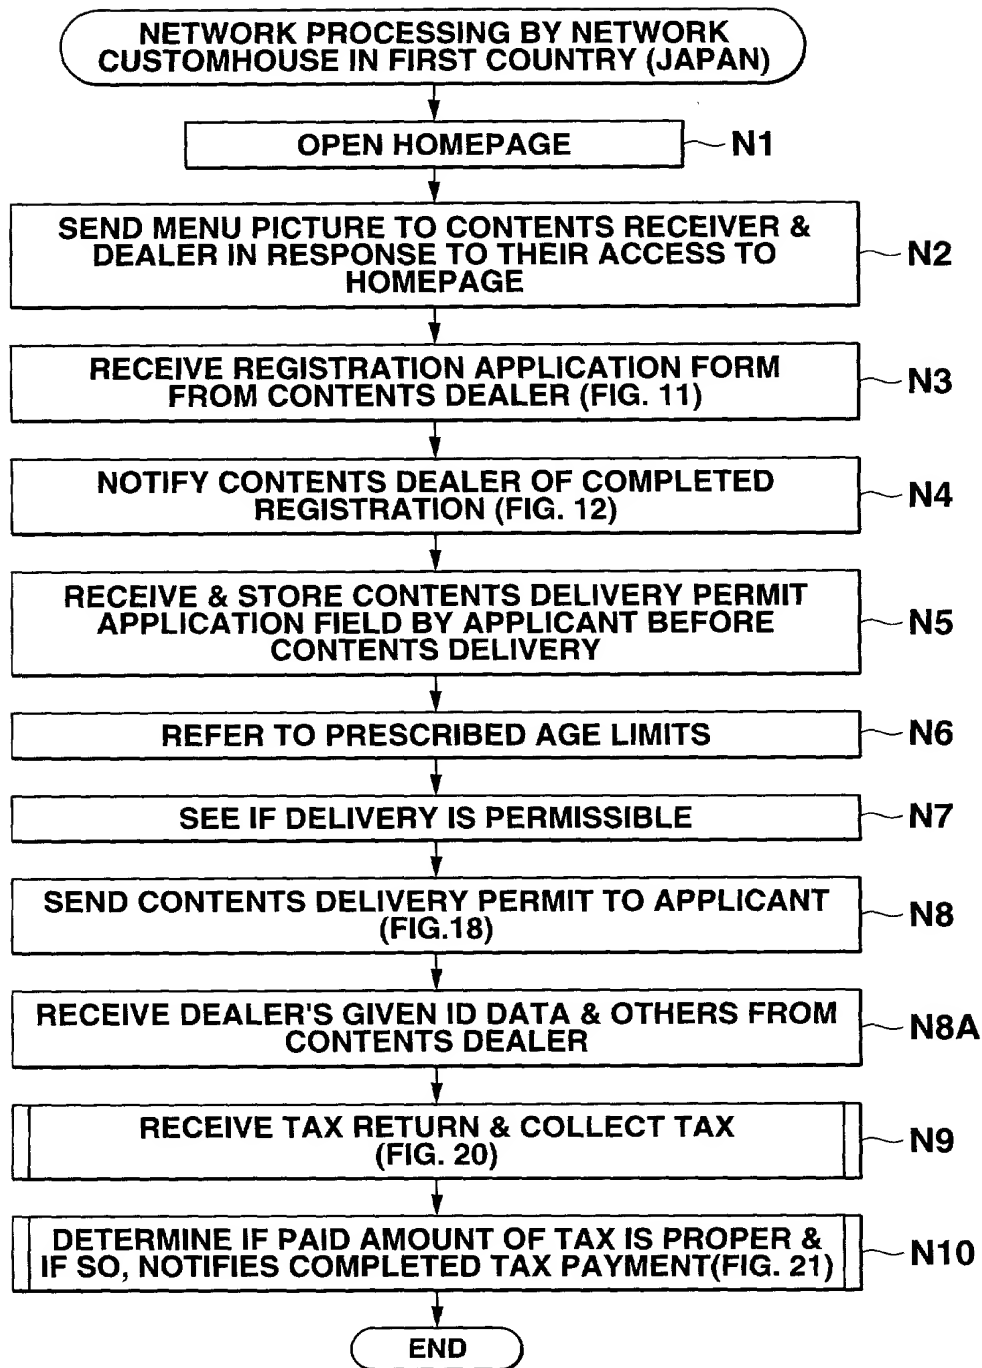 NETWORK PROCESSING BY NETWORK
CUSTOMHOUSE IN FIRST COUNTRY (JAPAN)
OPEN HOMEPAGE
N1
SEND MENU PICTURE TO CONTENTS RECEIVER &
DEALER IN RESPONSE TO THEIR ACCESS TO
HOMEPAGE
N2
RECEIVE REGISTRATION APPLICATION FORM
FROM CONTENTS DEALER (FIG. 11)
N3
NOTIFY CONTENTS DEALER OF COMPLETED
REGISTRATION (FIG. 12)
N4
RECEIVE & STORE CONTENTS DELIVERY PERMIT
APPLICATION FIELD BY APPLICANT BEFORE
CONTENTS DELIVERY
N5
REFER TO PRESCRIBED AGE LIMITS
N6
SEE IF DELIVERY IS PERMISSIBLE
N7
SEND CONTENTS DELIVERY PERMIT TO APPLICANT
(FIG.18)
N8
RECEIVE DEALER'S GIVEN ID DATA & OTHERS FROM
CONTENTS DEALER
N8A
RECEIVE TAX RETURN & COLLECT TAX
(FIG. 20)
N9
DETERMINE IF PAID AMOUNT OF TAX IS PROPER &
IF SO, NOTIFIES COMPLETED TAX PAYMENT(FIG. 21)
N10
END